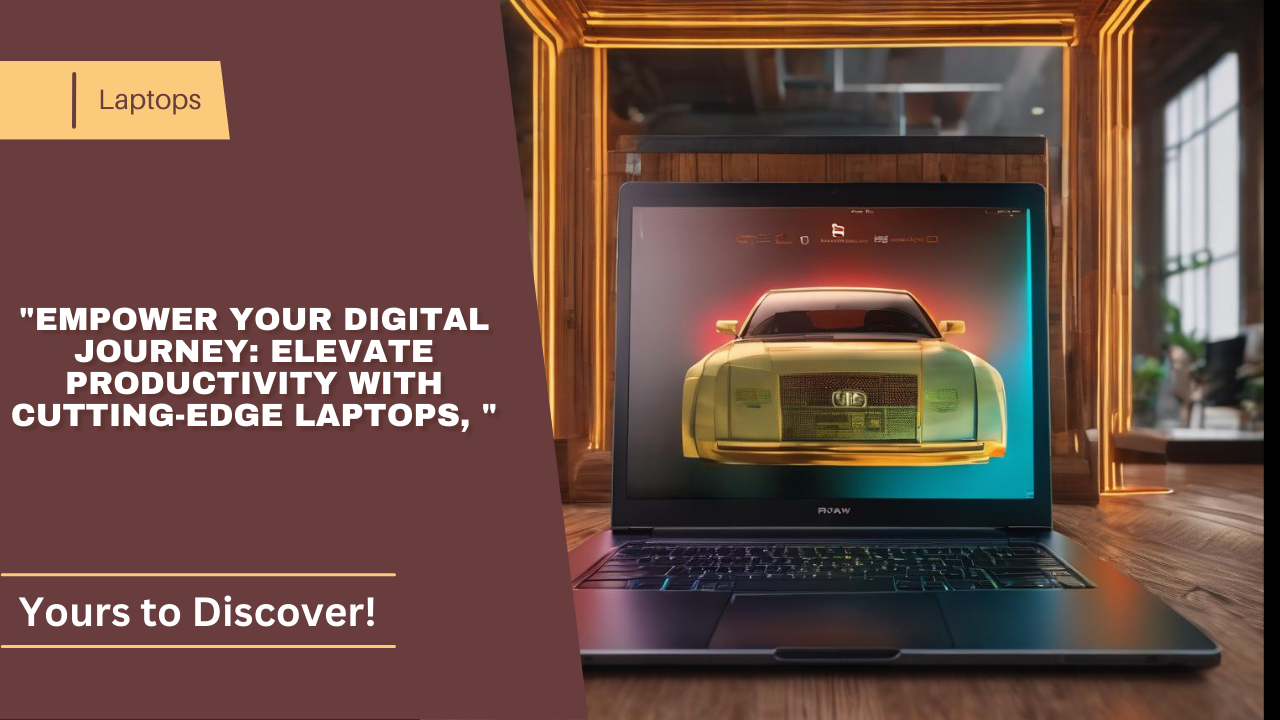 Laptops
"EMPOWER YOUR DIGITAL
JOURNEY: ELEVATE
PRODUCTIVITY WITH
CUTTING-EDGE LAPTOPS, "
Yours to Discover!